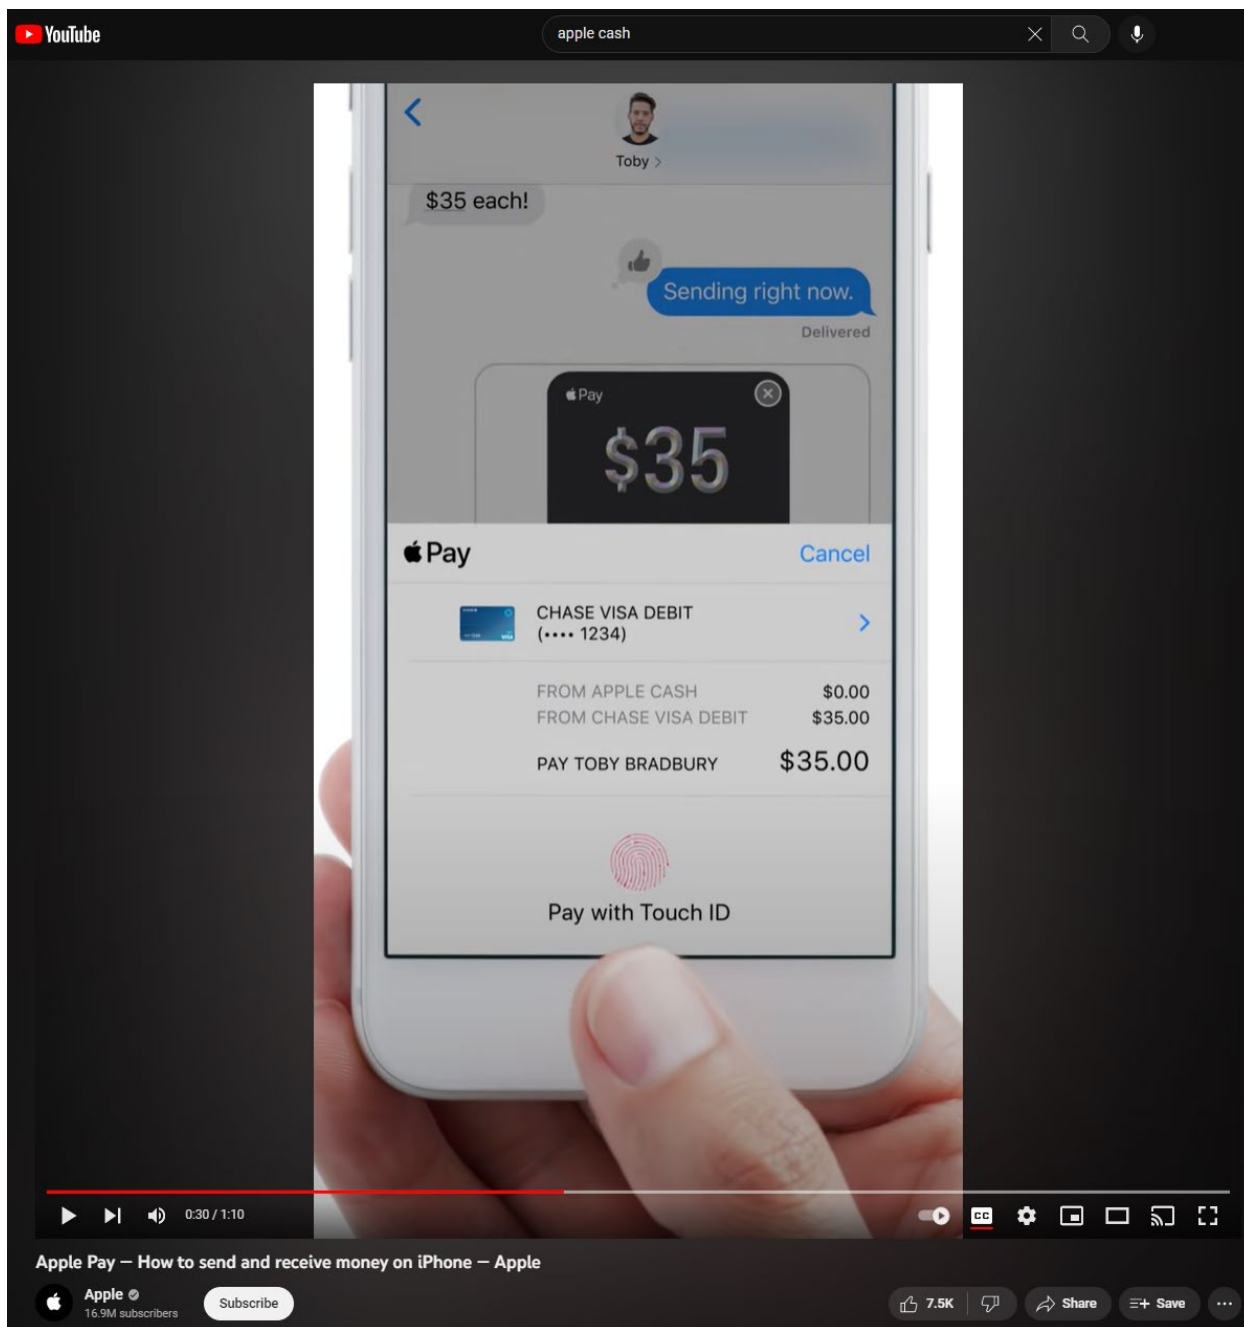 YouTube
apple cash
Toby >
$35 each!
Sending right now.
Delivered
Pay
$35
Pay
Cancel
CHASE VISA DEBIT
(•••• 1234)
FROM APPLE CASH $0.00
FROM CHASE VISA DEBIT $35.00
PAY TOBY BRADBURY $35.00
Pay with Touch ID
0:30 / 1:10
CC
Apple Pay — How to send and receive money on iPhone — Apple
Apple
16.9M subscribers
Subscribe
7.5K
Share
Save